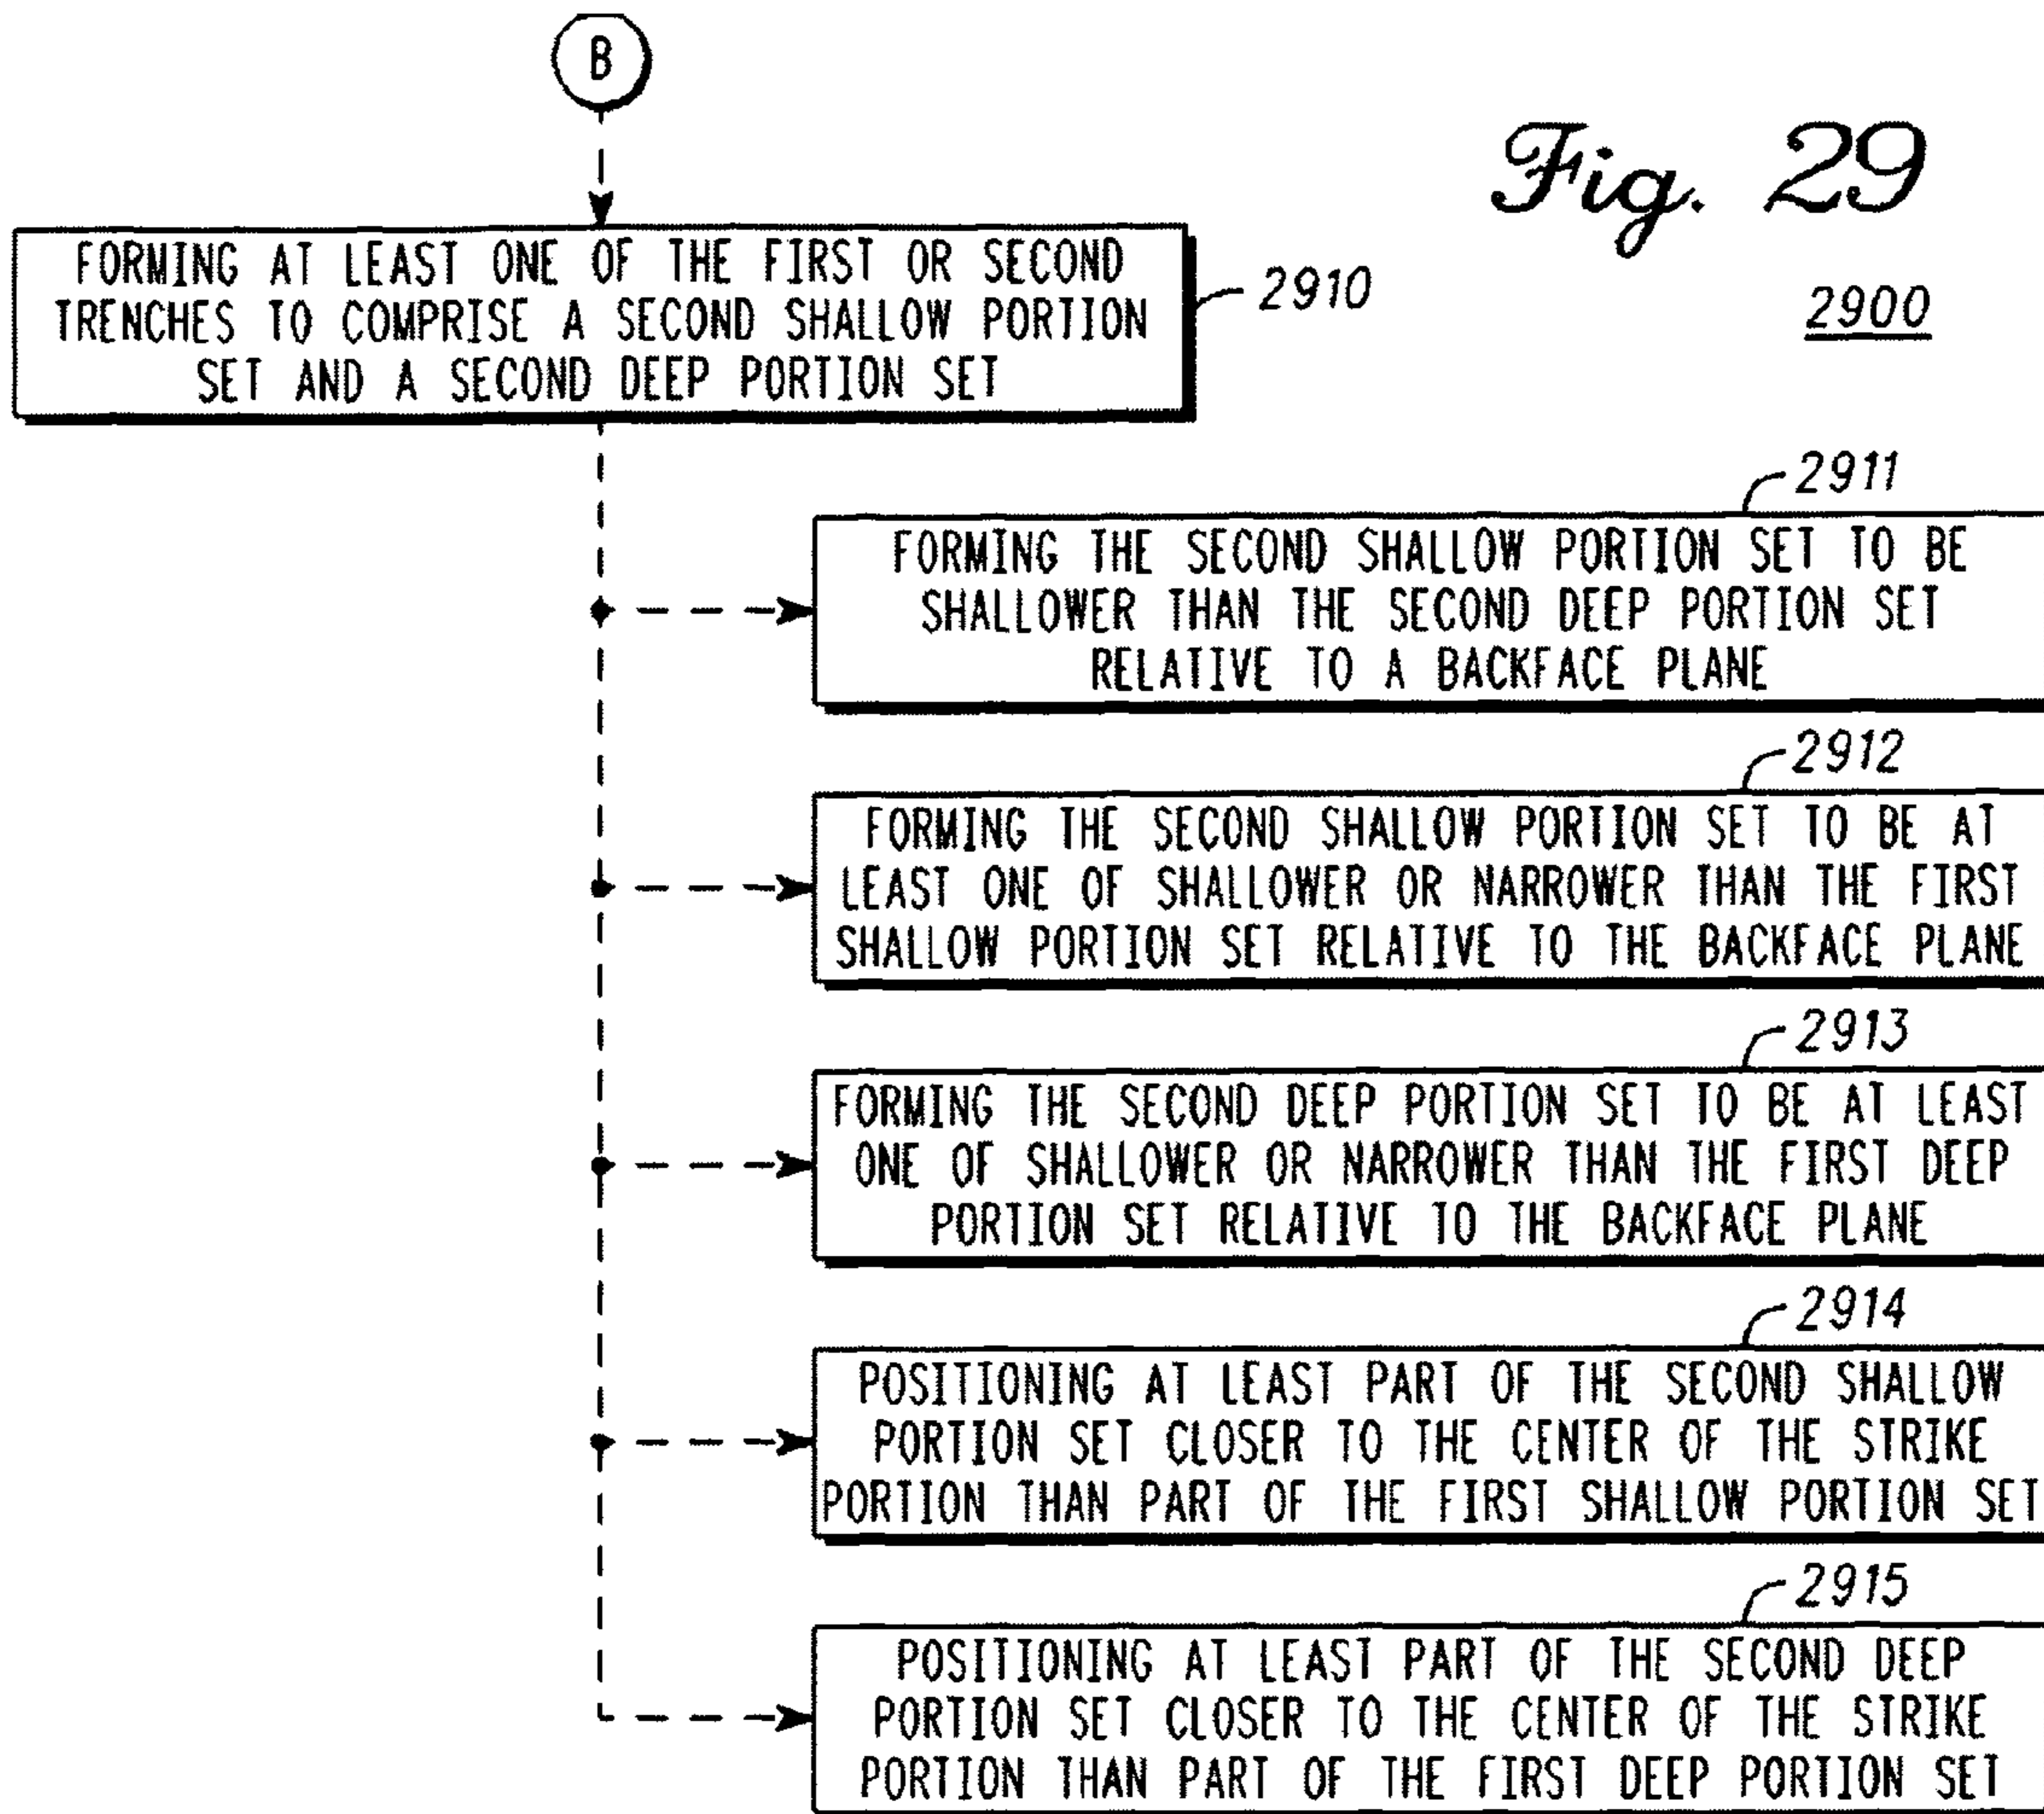 B
Fig. 29
2900
FORMING AT LEAST ONE OF THE FIRST OR SECOND
TRENCHES TO COMPRISE A SECOND SHALLOW PORTION
SET AND A SECOND DEEP PORTION SET
2910
2911
FORMING THE SECOND SHALLOW PORTION SET TO BE
SHALLOWER THAN THE SECOND DEEP PORTION SET
RELATIVE TO A BACKFACE PLANE
2912
FORMING THE SECOND SHALLOW PORTION SET TO BE AT
LEAST ONE OF SHALLOWER OR NARROWER THAN THE FIRST
SHALLOW PORTION SET RELATIVE TO THE BACKFACE PLANE
2913
FORMING THE SECOND DEEP PORTION SET TO BE AT LEAST
ONE OF SHALLOWER OR NARROWER THAN THE FIRST DEEP
PORTION SET RELATIVE TO THE BACKFACE PLANE
2914
POSITIONING AT LEAST PART OF THE SECOND SHALLOW
PORTION SET CLOSER TO THE CENTER OF THE STRIKE
PORTION THAN PART OF THE FIRST SHALLOW PORTION SET
2915
POSITIONING AT LEAST PART OF THE SECOND DEEP
PORTION SET CLOSER TO THE CENTER OF THE STRIKE
PORTION THAN PART OF THE FIRST DEEP PORTION SET